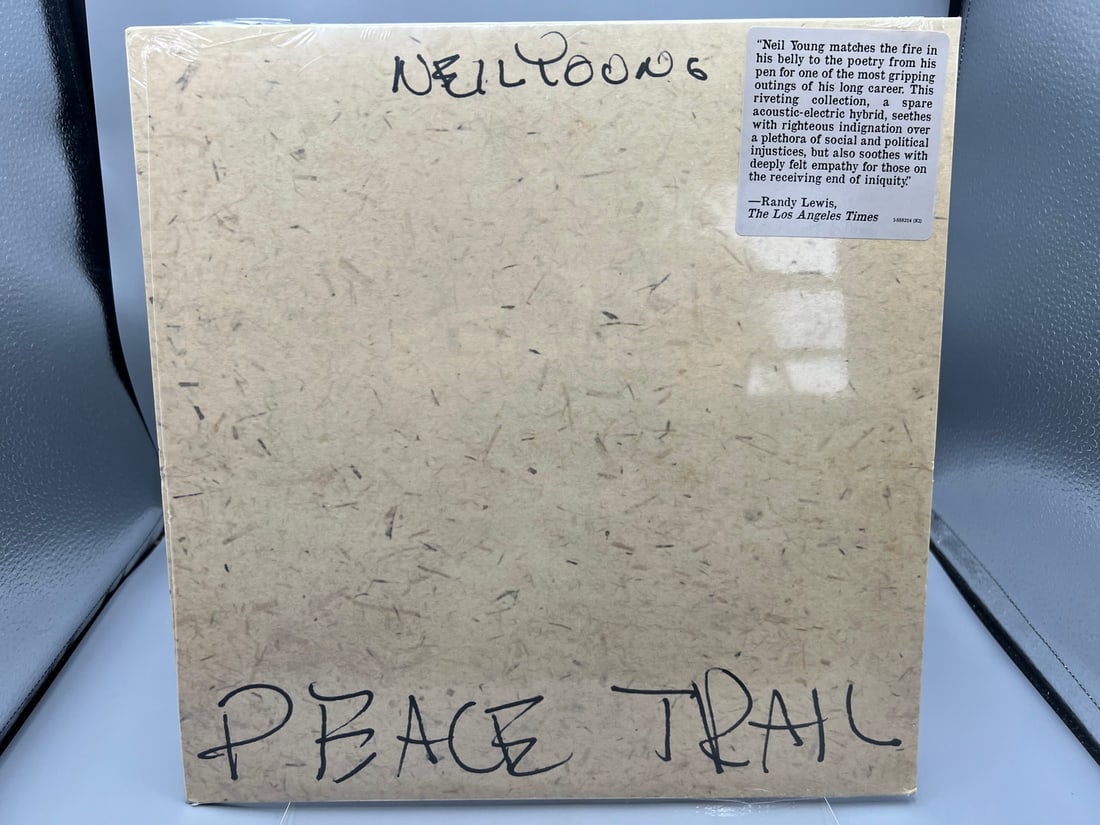 NEIL YOUNG
"Neil Young matches the fire in
his belly to the poetry from his
pen for one of the most gripping
outings of his long career. This
riveting collection, a spare
acoustic-electric hybrid, seethes
with righteous indignation over
a plethora of social and political
injustices, but also soothes with
deeply felt empathy for those on
the receiving end of iniquity."
—Randy Lewis,
The Los Angeles Times
PEACE TRAIL